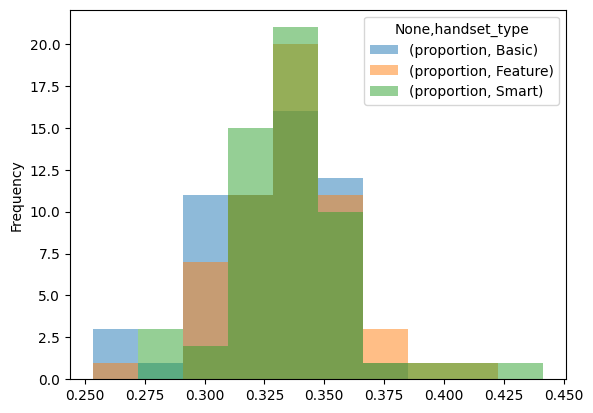 None,handset_type
(proportion, Basic)
(proportion, Feature)
(proportion, Smart)
Frequency
20.0
17.5
15.0
12.5
10.0
7.5
5.0
2.5
0.0
0.250 0.275 0.300 0.325 0.350 0.375 0.400 0.425 0.450